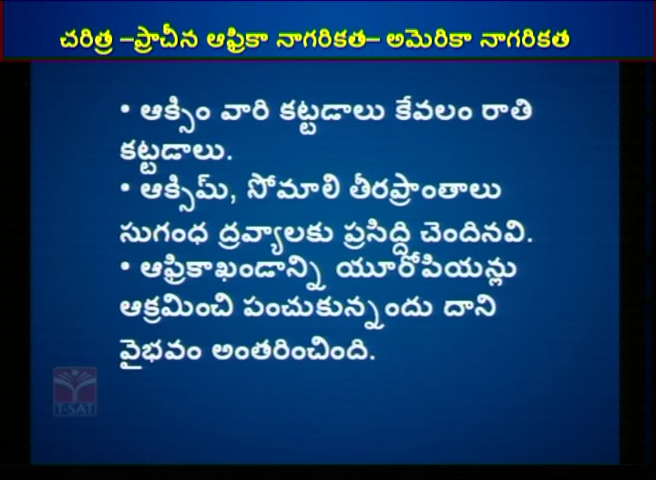 చరిత్ర –ప్రాచీన ఆఫ్రికా నాగరికత– అమెరికా నాగరికత
• ఆక్సిం వారి కట్టడాలు కేవలం రాతి
కట్టడాలు.
• ఆక్సిమ్, సోమాలి తీరప్రాంతాలు
సుగంధ ద్రవ్యాలకు ప్రసిద్ధి చెందినవి.
• ఆఫ్రికాఖండాన్ని యూరోపియన్లు
ఆక్రమించి పంచుకున్నందు దాని
వైభవం అంతరించింది.
T-SAT